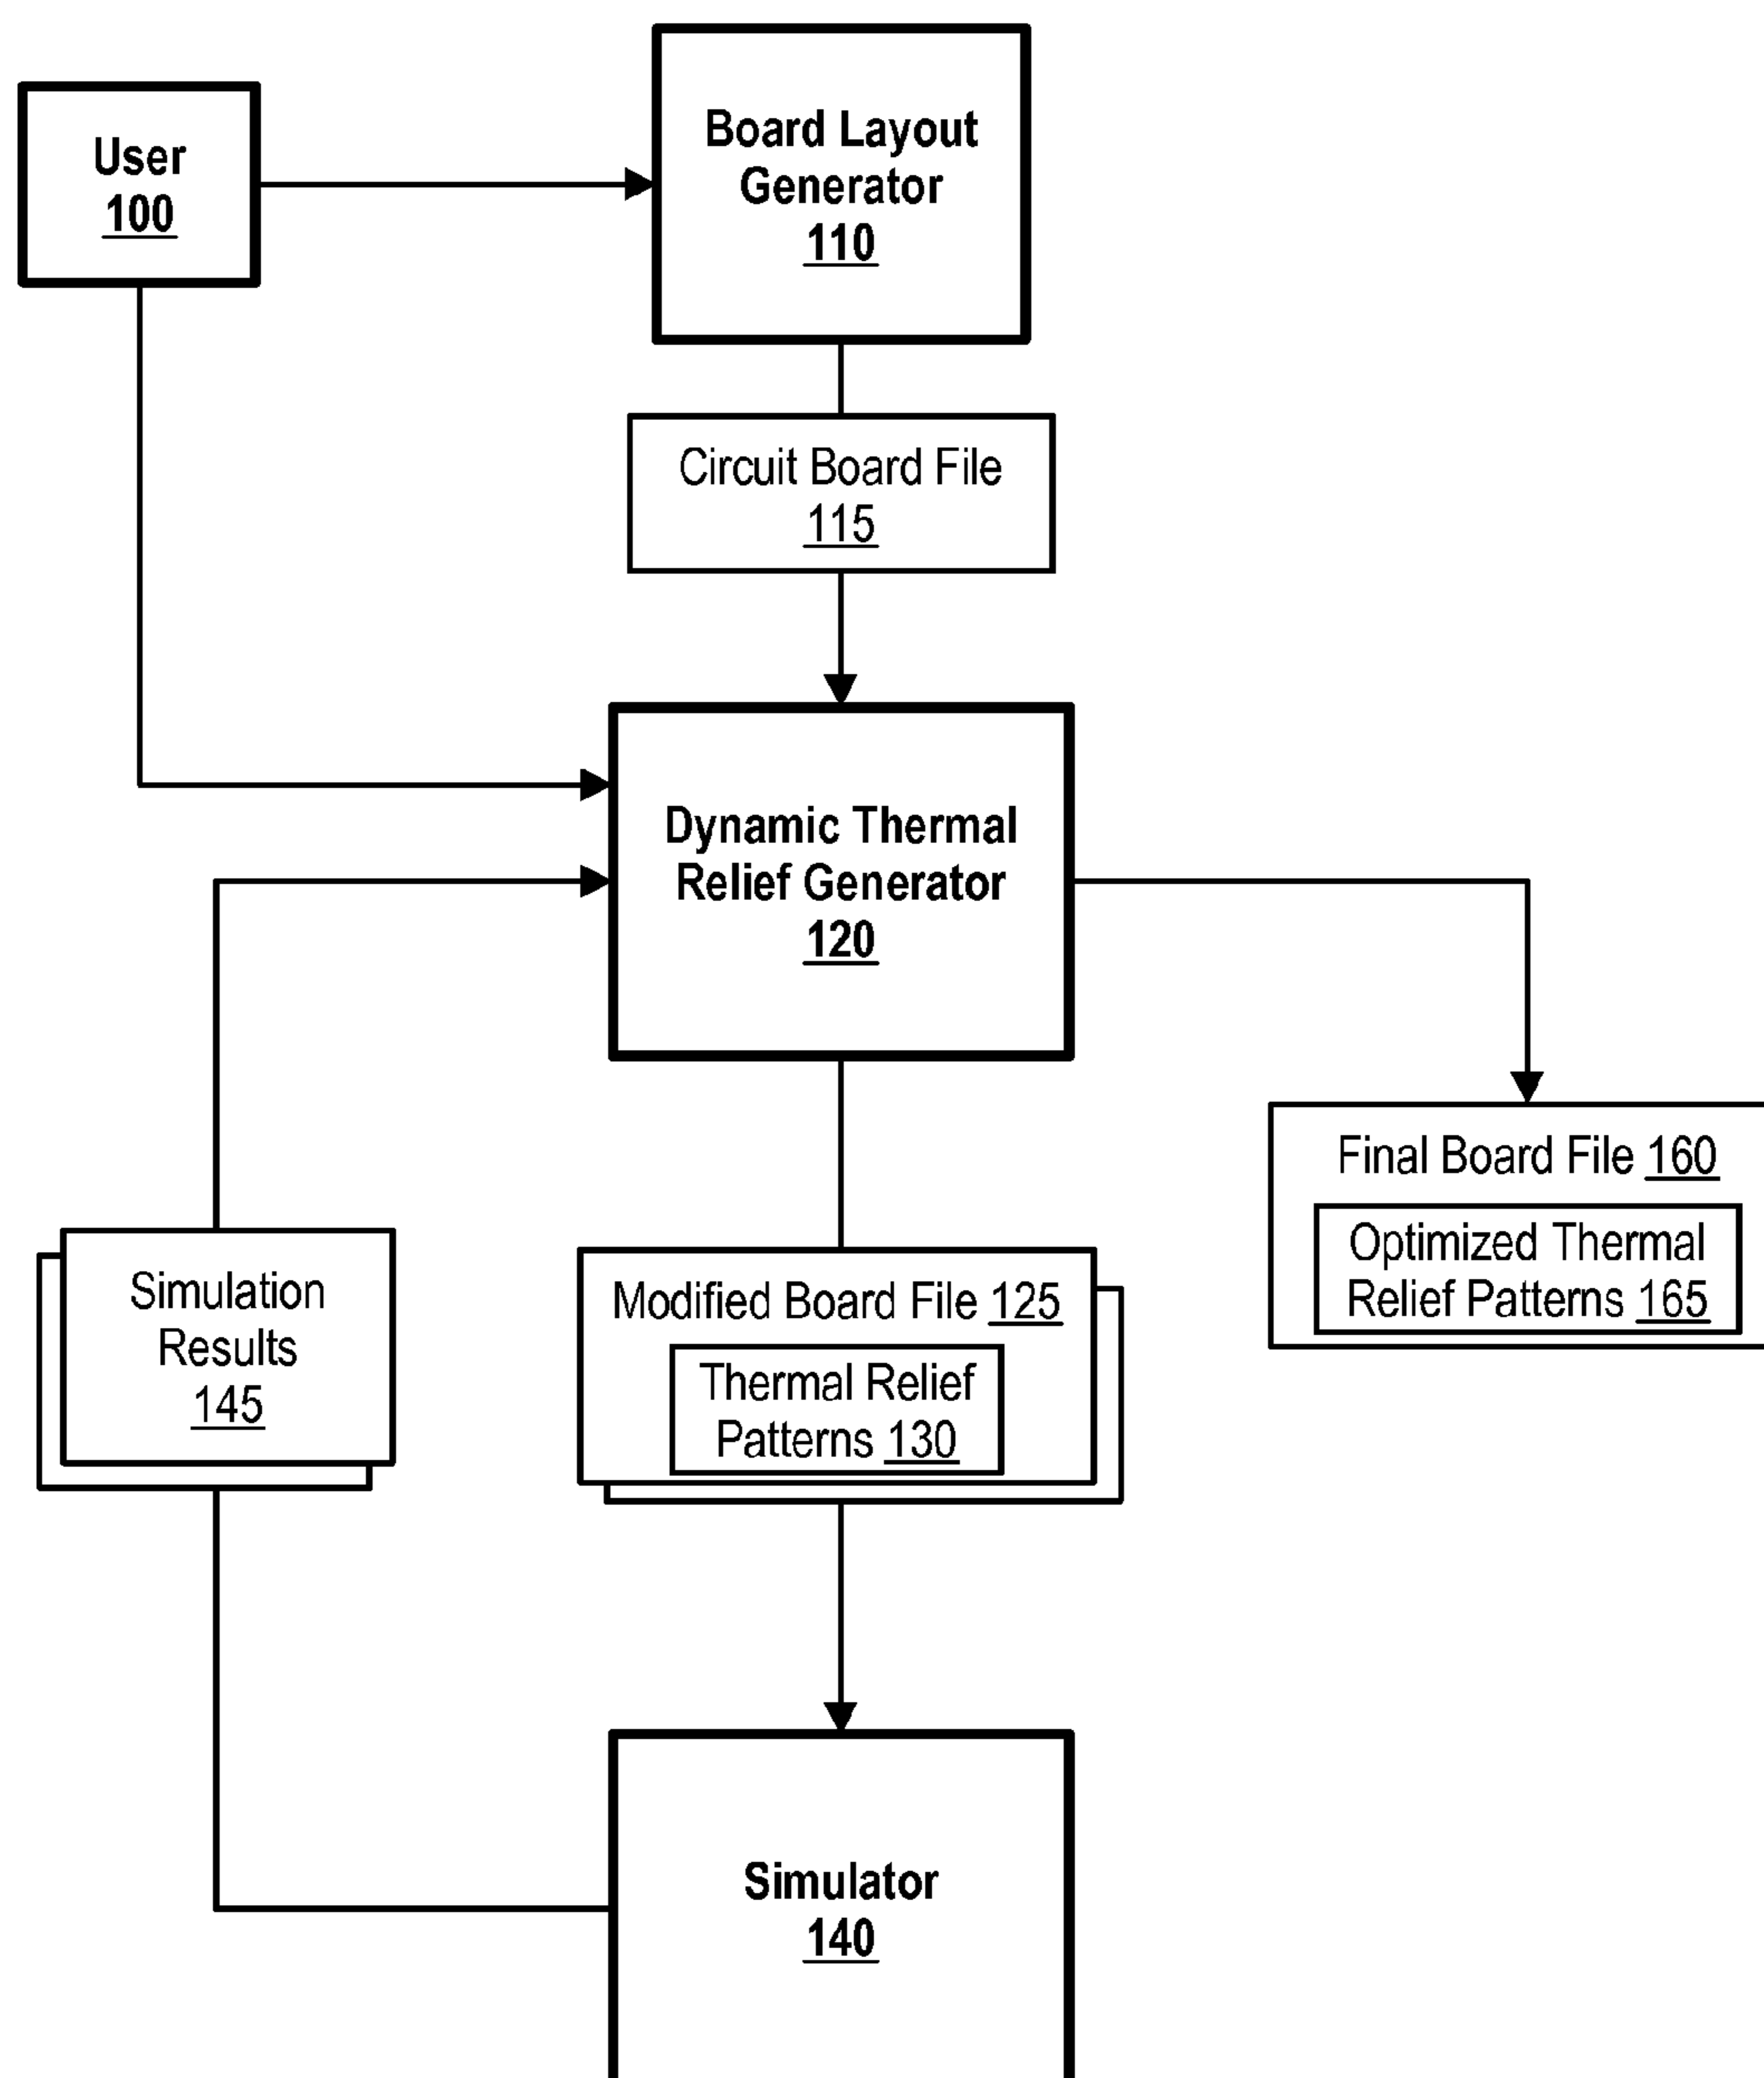 User
100
Board Layout
Generator
110
Circuit Board File
115
Dynamic Thermal
Relief Generator
120
Final Board File 160
Optimized Thermal
Relief Patterns 165
Simulation
Results
145
Modified Board File 125
Thermal Relief
Patterns 130
Simulator
140